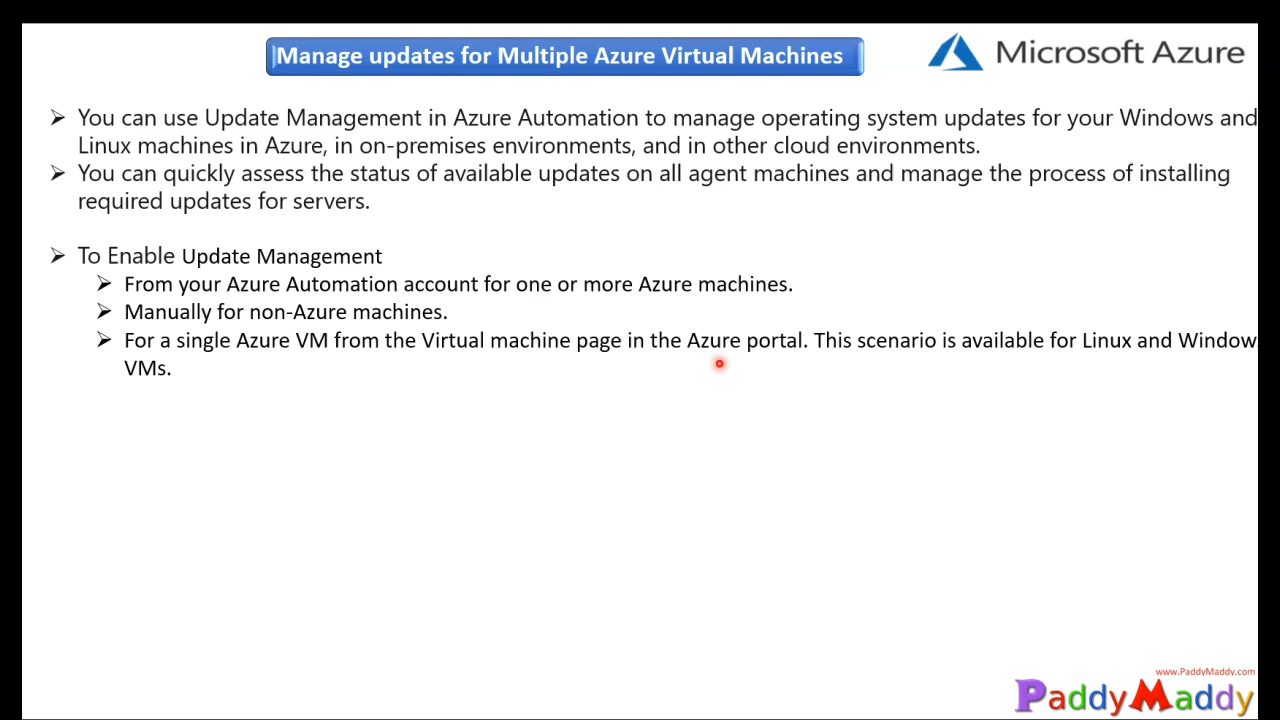 Manage updates for Multiple Azure Virtual Machines
Microsoft Azure
➢ You can use Update Management in Azure Automation to manage operating system updates for your Windows and
Linux machines in Azure, in on-premises environments, and in other cloud environments.
➢ You can quickly assess the status of available updates on all agent machines and manage the process of installing
required updates for servers.
➢ To Enable Update Management
➢ From your Azure Automation account for one or more Azure machines.
➢ Manually for non-Azure machines.
➢ For a single Azure VM from the Virtual machine page in the Azure portal. This scenario is available for Linux and Window
VMs.
www.PaddyMaddy.com
PaddyMaddy